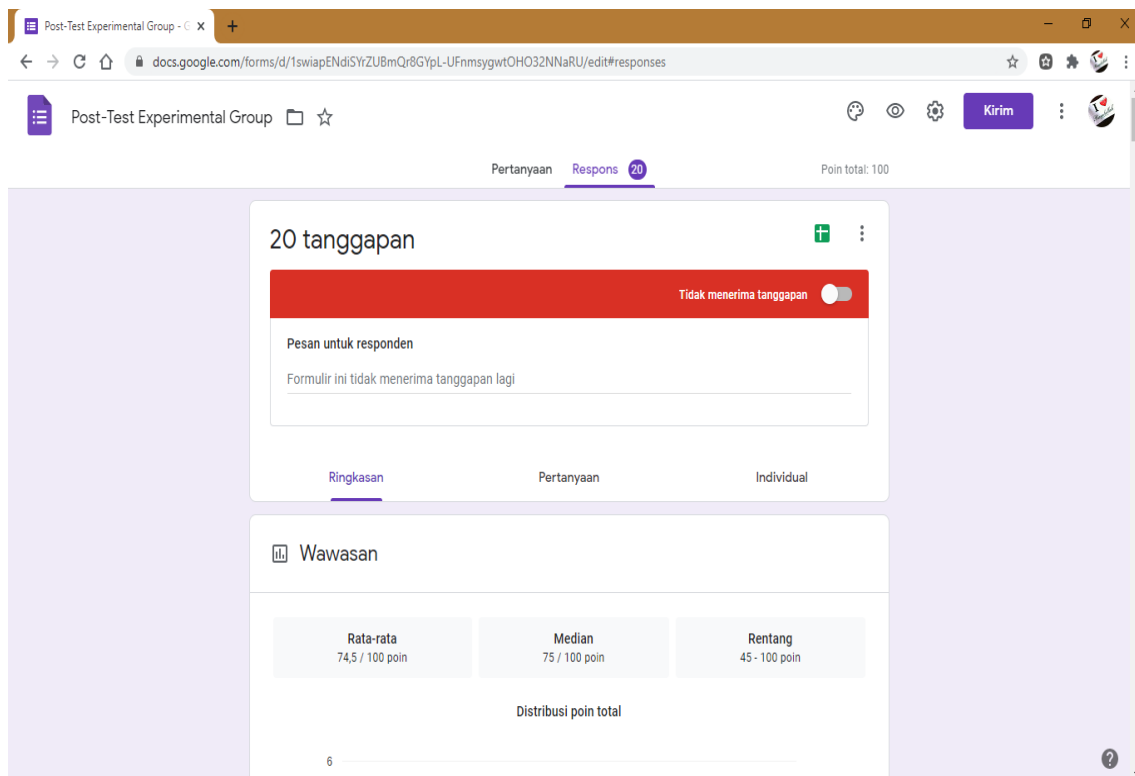 Post-Test Experimental Group - G
docs.google.com/forms/d/1swiapENdiSYrZUBmQr8GYpL-UFnmsygwtOHO32NNaRU/edit#responses
Post-Test Experimental Group
Kirim
Pertanyaan Respons 20
Poin total: 100
20 tanggapan
Tidak menerima tanggapan
Pesan untuk responden
Formulir ini tidak menerima tanggapan lagi
Ringkasan Pertanyaan Individual
Wawasan
Rata-rata Median Rentang
74,5 / 100 poin 75 / 100 poin 45 - 100 poin
Distribusi poin total
6